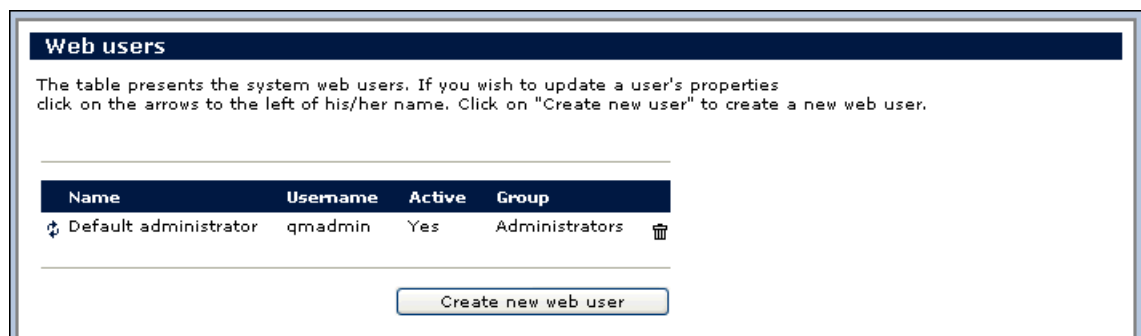 Web users
The table presents the system web users. If you wish to update a user's properties
click on the arrows to the left of his/her name. Click on "Create new user" to create a new web user.
Name Username Active Group
Default administrator qmadmin Yes Administrators
Create new web user